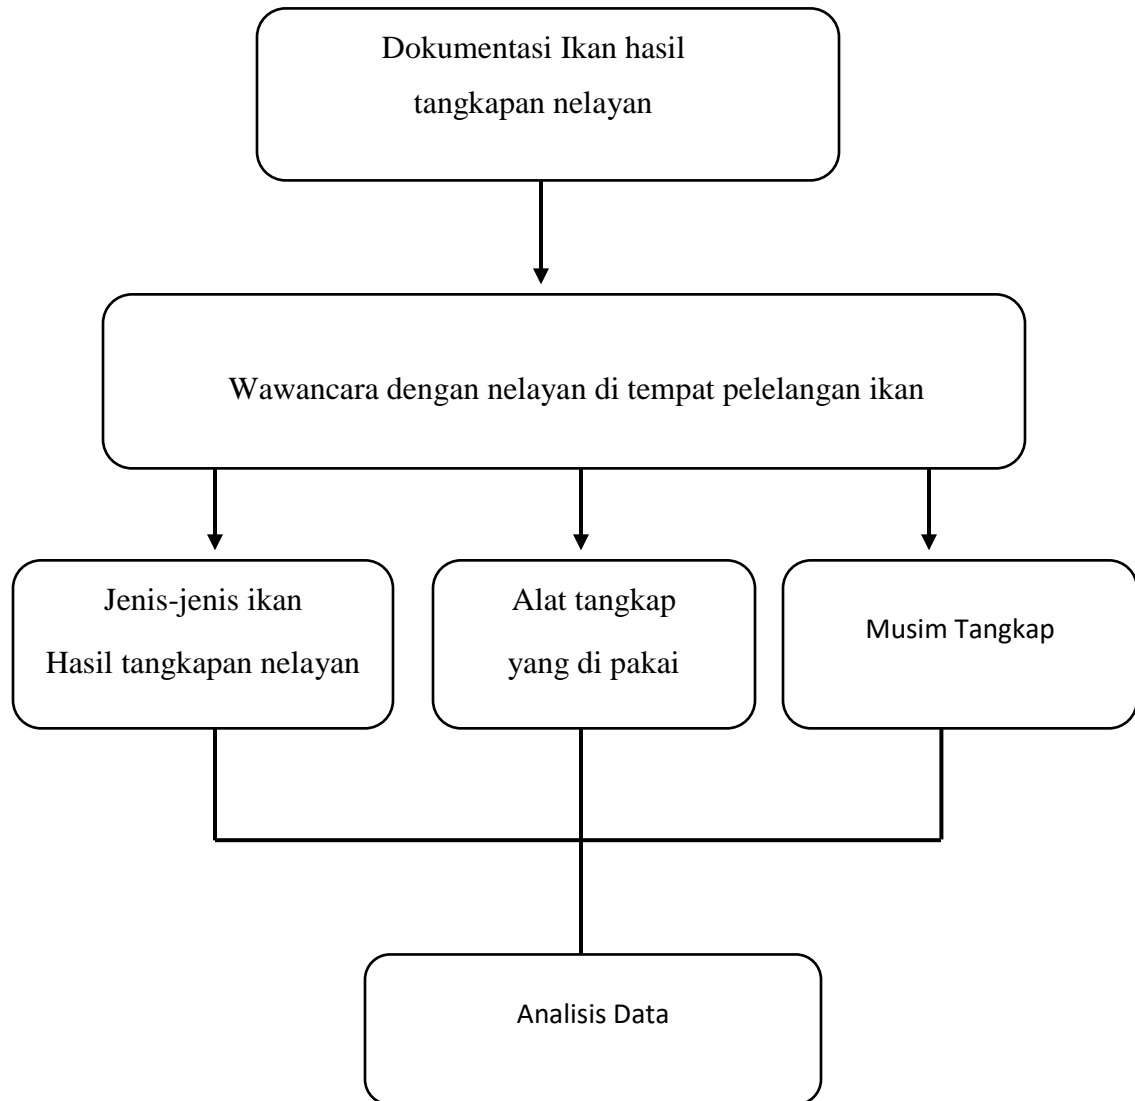 Dokumentasi Ikan hasil
tangkapan nelayan
Wawancara dengan nelayan di tempat pelelangan ikan
Jenis-jenis ikan
Hasil tangkapan nelayan
Alat tangkap
yang di pakai
Musim Tangkap
Analisis Data